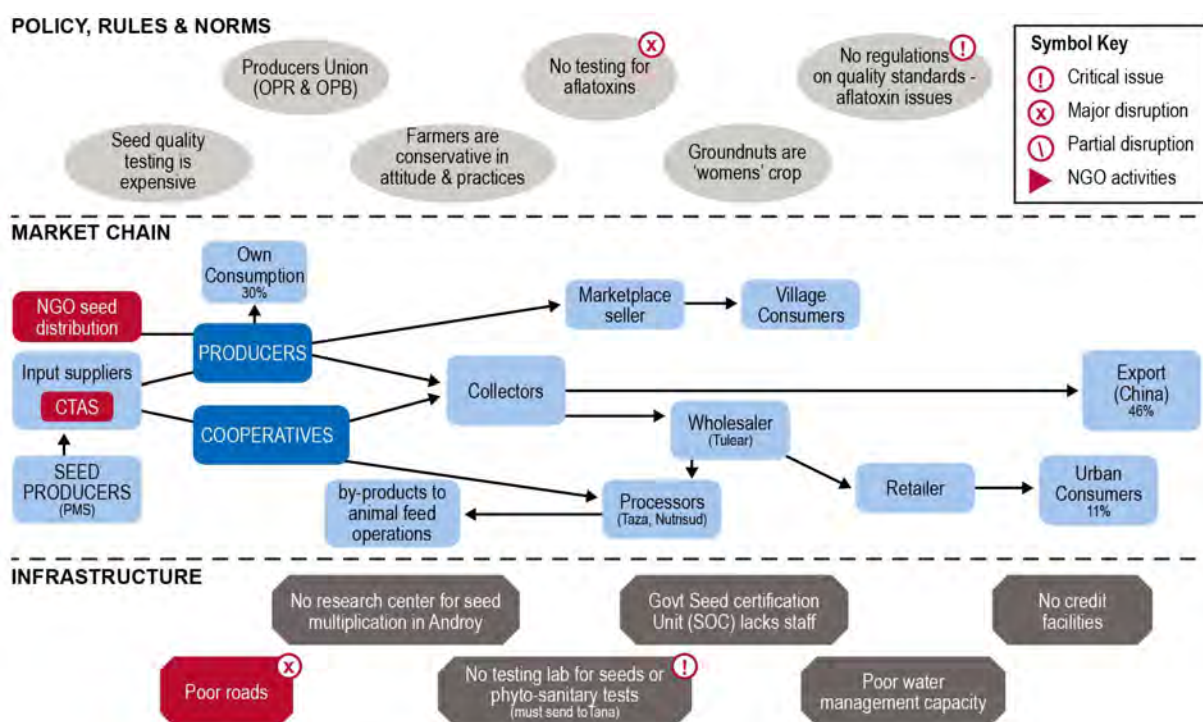 POLICY, RULES & NORMS
Producers Union
(OPR & OPB)
No testing for
aflatoxins
x
No regulations
on quality standards -
aflatoxin issues
!
Seed quality
testing is
expensive
Farmers are
conservative in
attitude & practices
Groundnuts are
‘womens’ crop
Symbol Key
! Critical issue
x Major disruption
\ Partial disruption
NGO activities
MARKET CHAIN
Own
Consumption
30%
NGO seed
distribution
PRODUCERS
Marketplace
seller
Village
Consumers
Input suppliers
CTAS
Collectors
Export
(China)
46%
COOPERATIVES
Wholesaler
(Tulear)
SEED
PRODUCERS
(PMS)
by-products to
animal feed
operations
Processors
(Taza, Nutrisud)
Retailer
Urban
Consumers
11%
INFRASTRUCTURE
No research center for seed
multiplication in Androy
Govt Seed certification
Unit (SOC) lacks staff
No credit
facilities
Poor roads
x
No testing lab for seeds or
phyto-sanitary tests
(must send toTana)
!
Poor water
management capacity